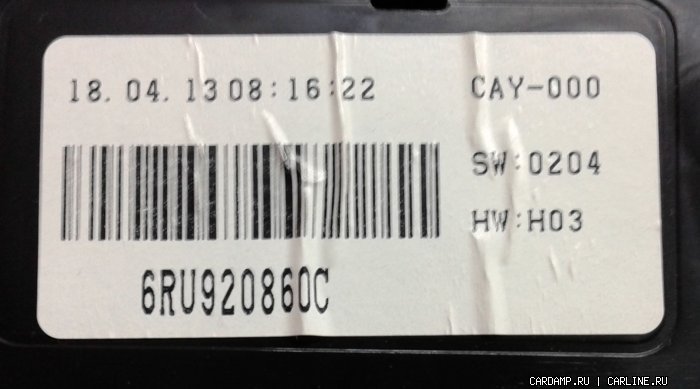 18. 04. 13 08:16:22
CAY-000
SW:0204
HW:H03
6RU920860C
CARDAMP.RU | CARLINE.RU